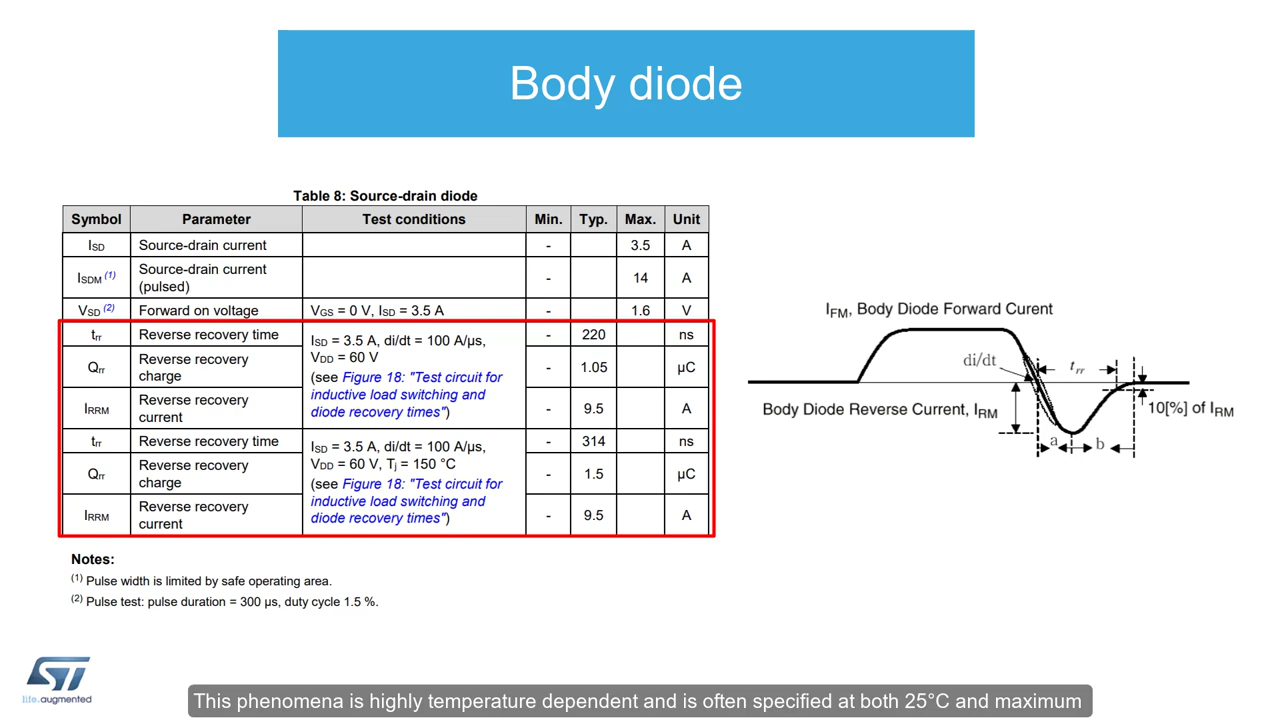 Body diode
Table 8: Source-drain diode
Symbol Parameter Test conditions Min. Typ. Max. Unit
ISD Source-drain current - 3.5 A
ISDM (1) Source-drain current (pulsed) - 14 A
VSD (2) Forward on voltage VGS = 0 V, ISD = 3.5 A - 1.6 V
trr Reverse recovery time - 220 ns
ISD = 3.5 A, di/dt = 100 A/µs,
VDD = 60 V
(see Figure 18: "Test circuit for
inductive load switching and
diode recovery times")
Qrr Reverse recovery charge - 1.05 µC
IRRM Reverse recovery current - 9.5 A
trr Reverse recovery time - 314 ns
ISD = 3.5 A, di/dt = 100 A/µs,
VDD = 60 V, Tj = 150 °C
(see Figure 18: "Test circuit for
inductive load switching and
diode recovery times")
Qrr Reverse recovery charge - 1.5 µC
IRRM Reverse recovery current - 9.5 A
Notes:
(1) Pulse width is limited by safe operating area.
(2) Pulse test: pulse duration = 300 µs, duty cycle 1.5 %.
IFM, Body Diode Forward Curent
di/dt
trr
Body Diode Reverse Current, IRM
10[%] of IRM
a b
ST
life.augmented
This phenomena is highly temperature dependent and is often specified at both 25°C and maximum